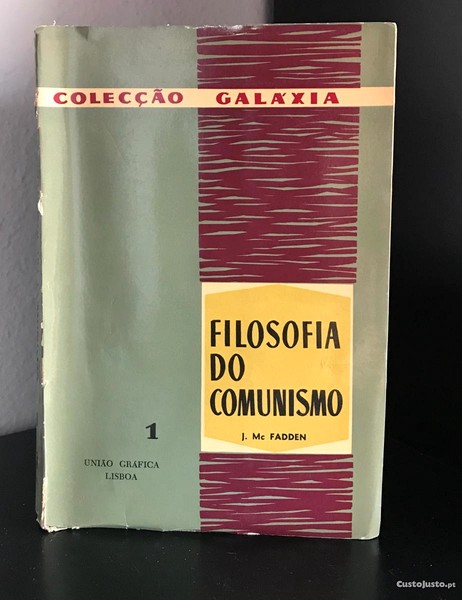 COLECÇÃO GALÁXIA
FILOSOFIA
DO
COMUNISMO
J. Mc FADDEN
1
UNIÃO GRÁFICA
LISBOA
CustoJusto.pt